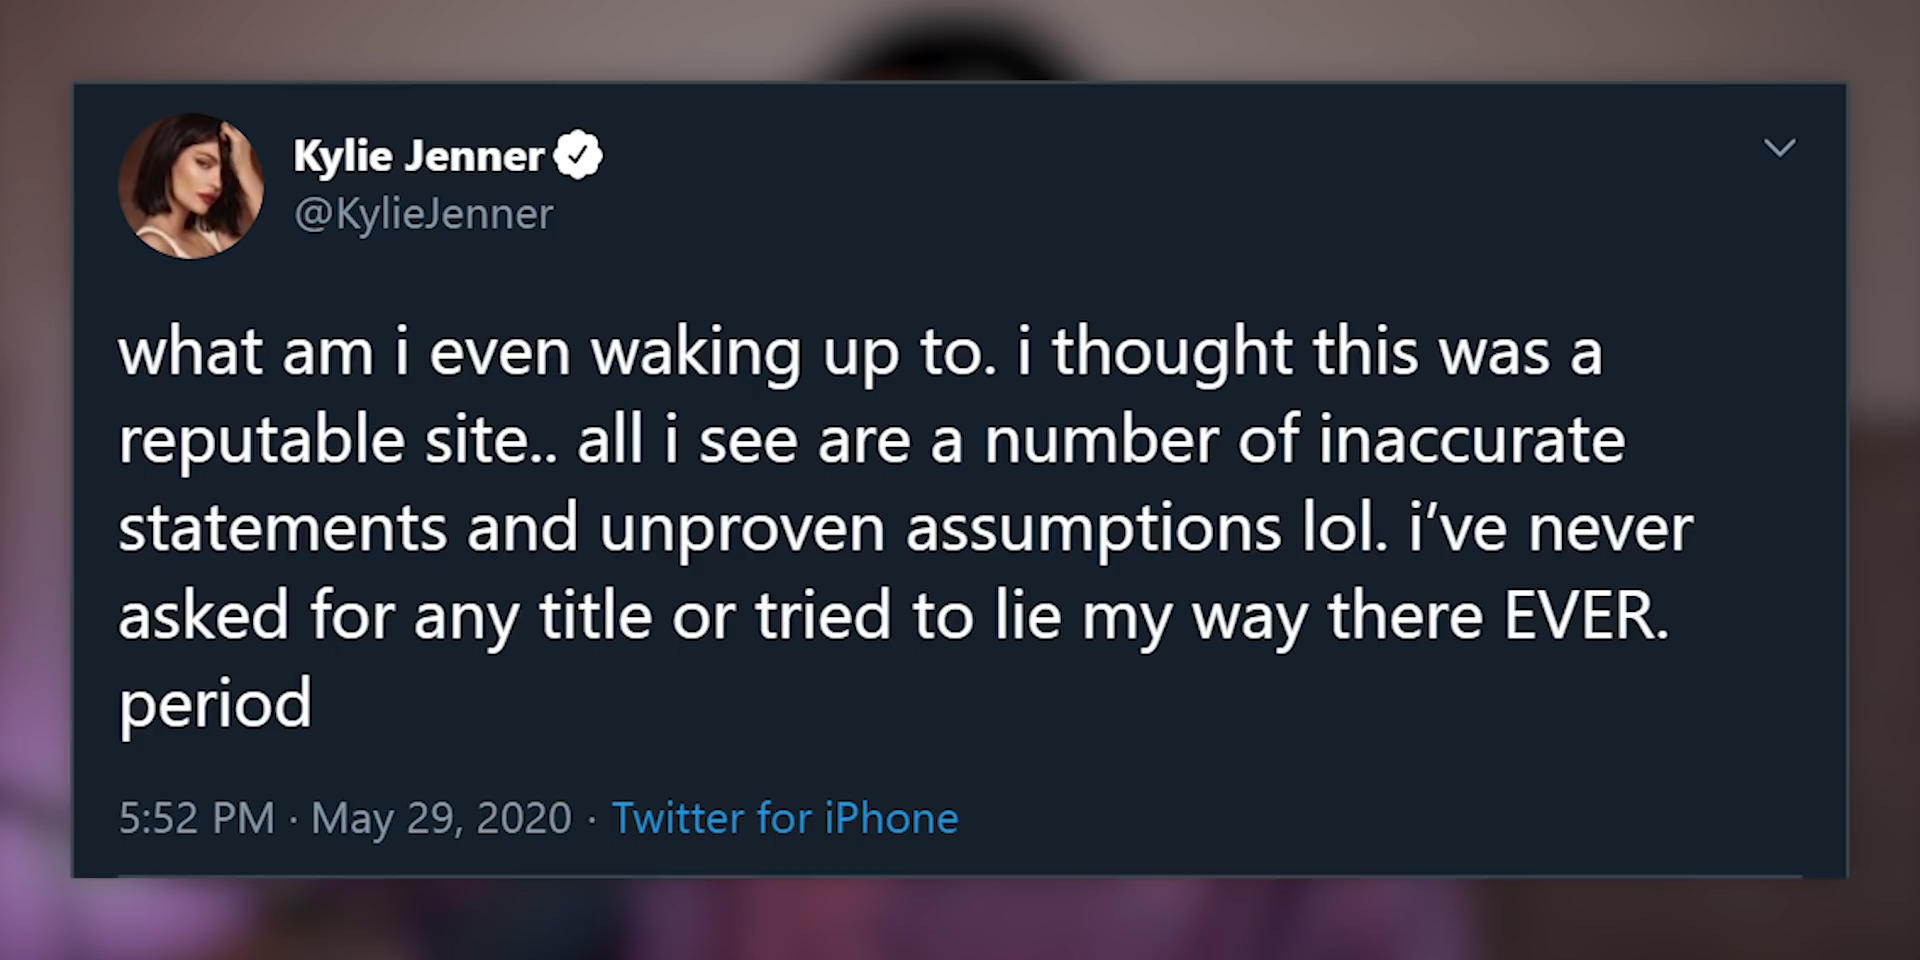 Kylie Jenner
@KylieJenner
what am i even waking up to. i thought this was a
reputable site.. all i see are a number of inaccurate
statements and unproven assumptions lol. i’ve never
asked for any title or tried to lie my way there EVER.
period
5:52 PM · May 29, 2020 · Twitter for iPhone